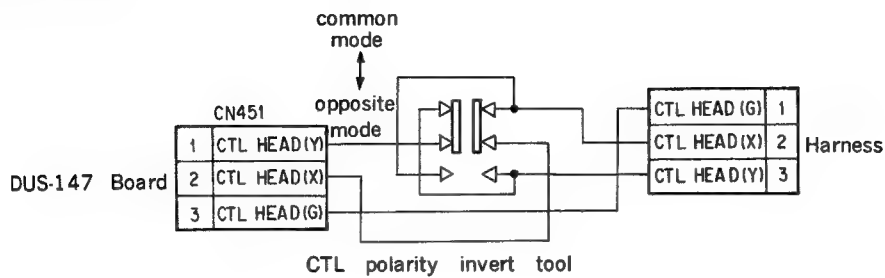 common
mode
opposite
mode
CN451
1 CTL HEAD(Y)
2 CTL HEAD(X)
3 CTL HEAD(G)
DUS-147 Board
CTL HEAD(G) 1
CTL HEAD(X) 2
CTL HEAD(Y) 3
Harness
CTL polarity invert tool